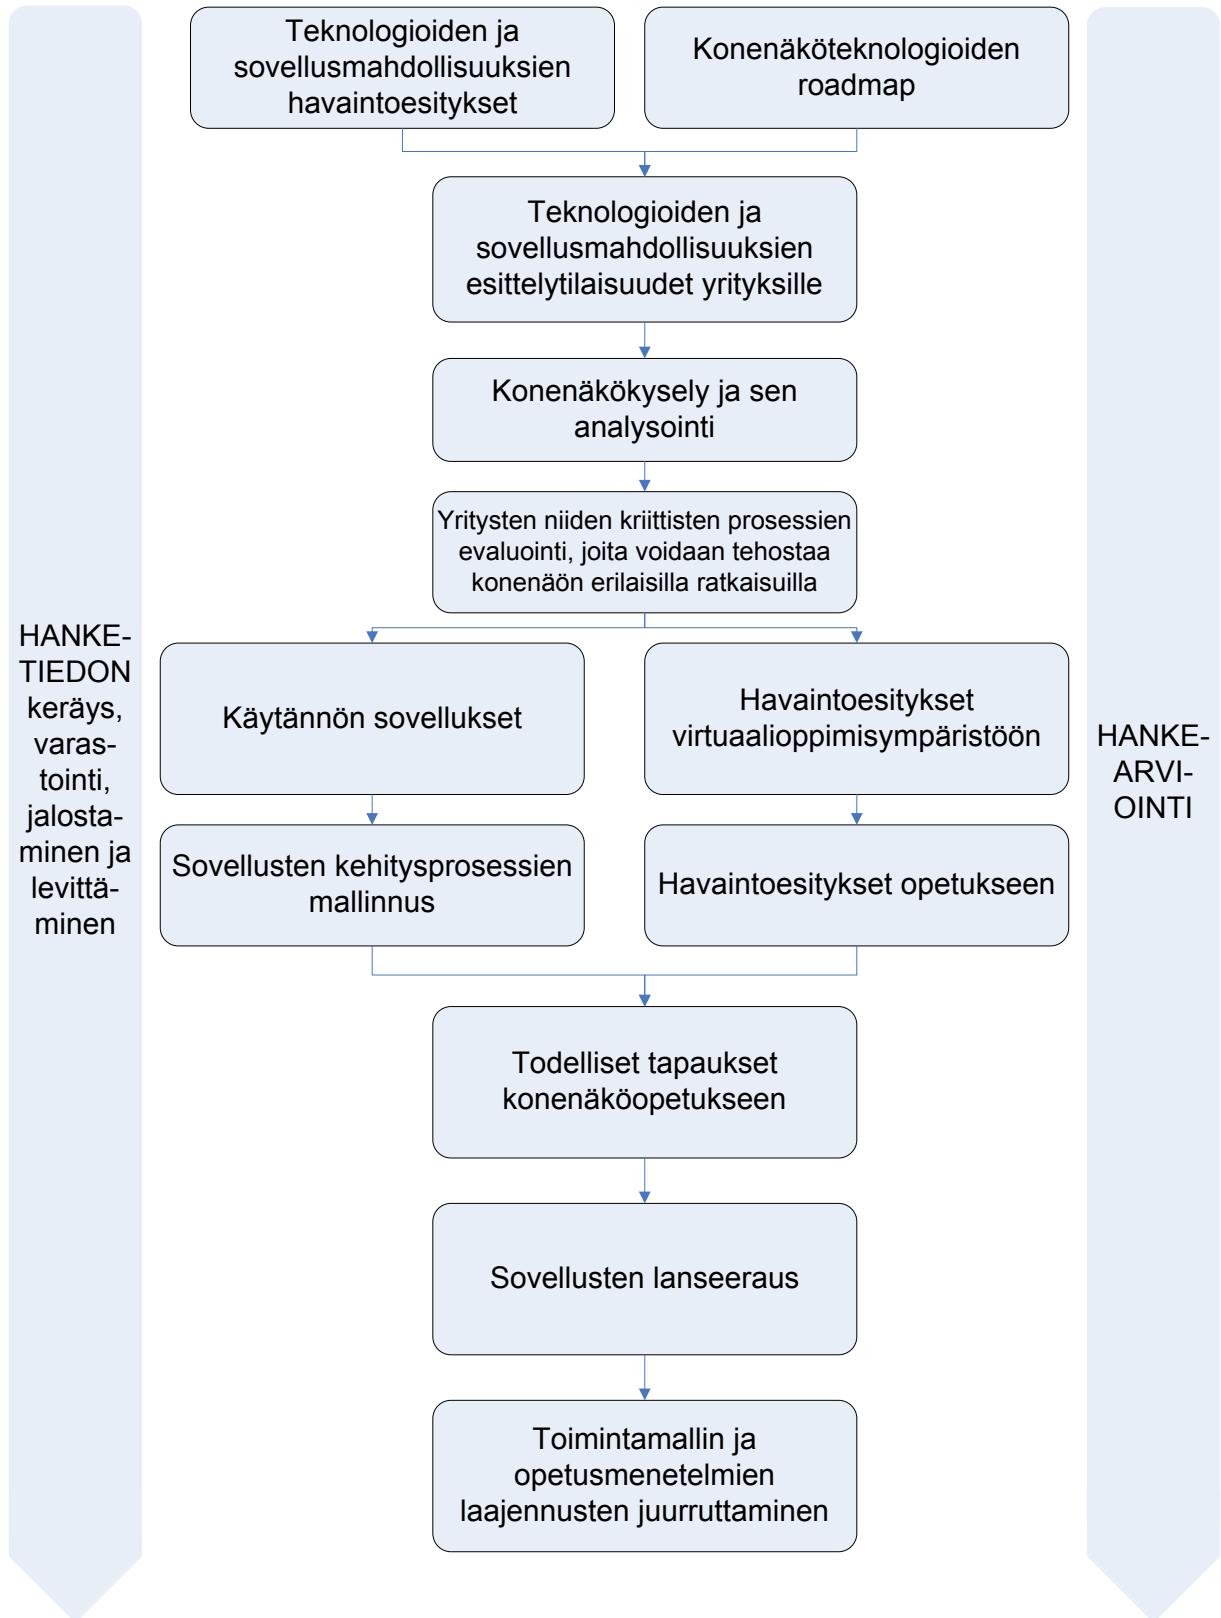 Teknologioiden ja
sovellusmahdollisuuksien
havaintoesitykset
Konenäköteknologioiden
roadmap
Teknologioiden ja
sovellusmahdollisuuksien
esittelytilaisuudet yrityksille
Konenäkökysely ja sen
analysointi
Yritysten niiden kriittisten prosessien
evaluointi, joita voidaan tehostaa
konenäön erilaisilla ratkaisuilla
HANKE-
TIEDON
keräys,
varas-
tointi,
jalosta-
minen ja
levittä-
minen
Käytännön sovellukset
Havaintoesitykset
virtuaalioppimisympäristöön
HANKE-
ARVI-
OINTI
Sovellusten kehitysprosessien
mallinnus
Havaintoesitykset opetukseen
Todelliset tapaukset
konenäköopetukseen
Sovellusten lanseeraus
Toimintamallin ja
opetusmenetelmien
laajennusten juurruttaminen